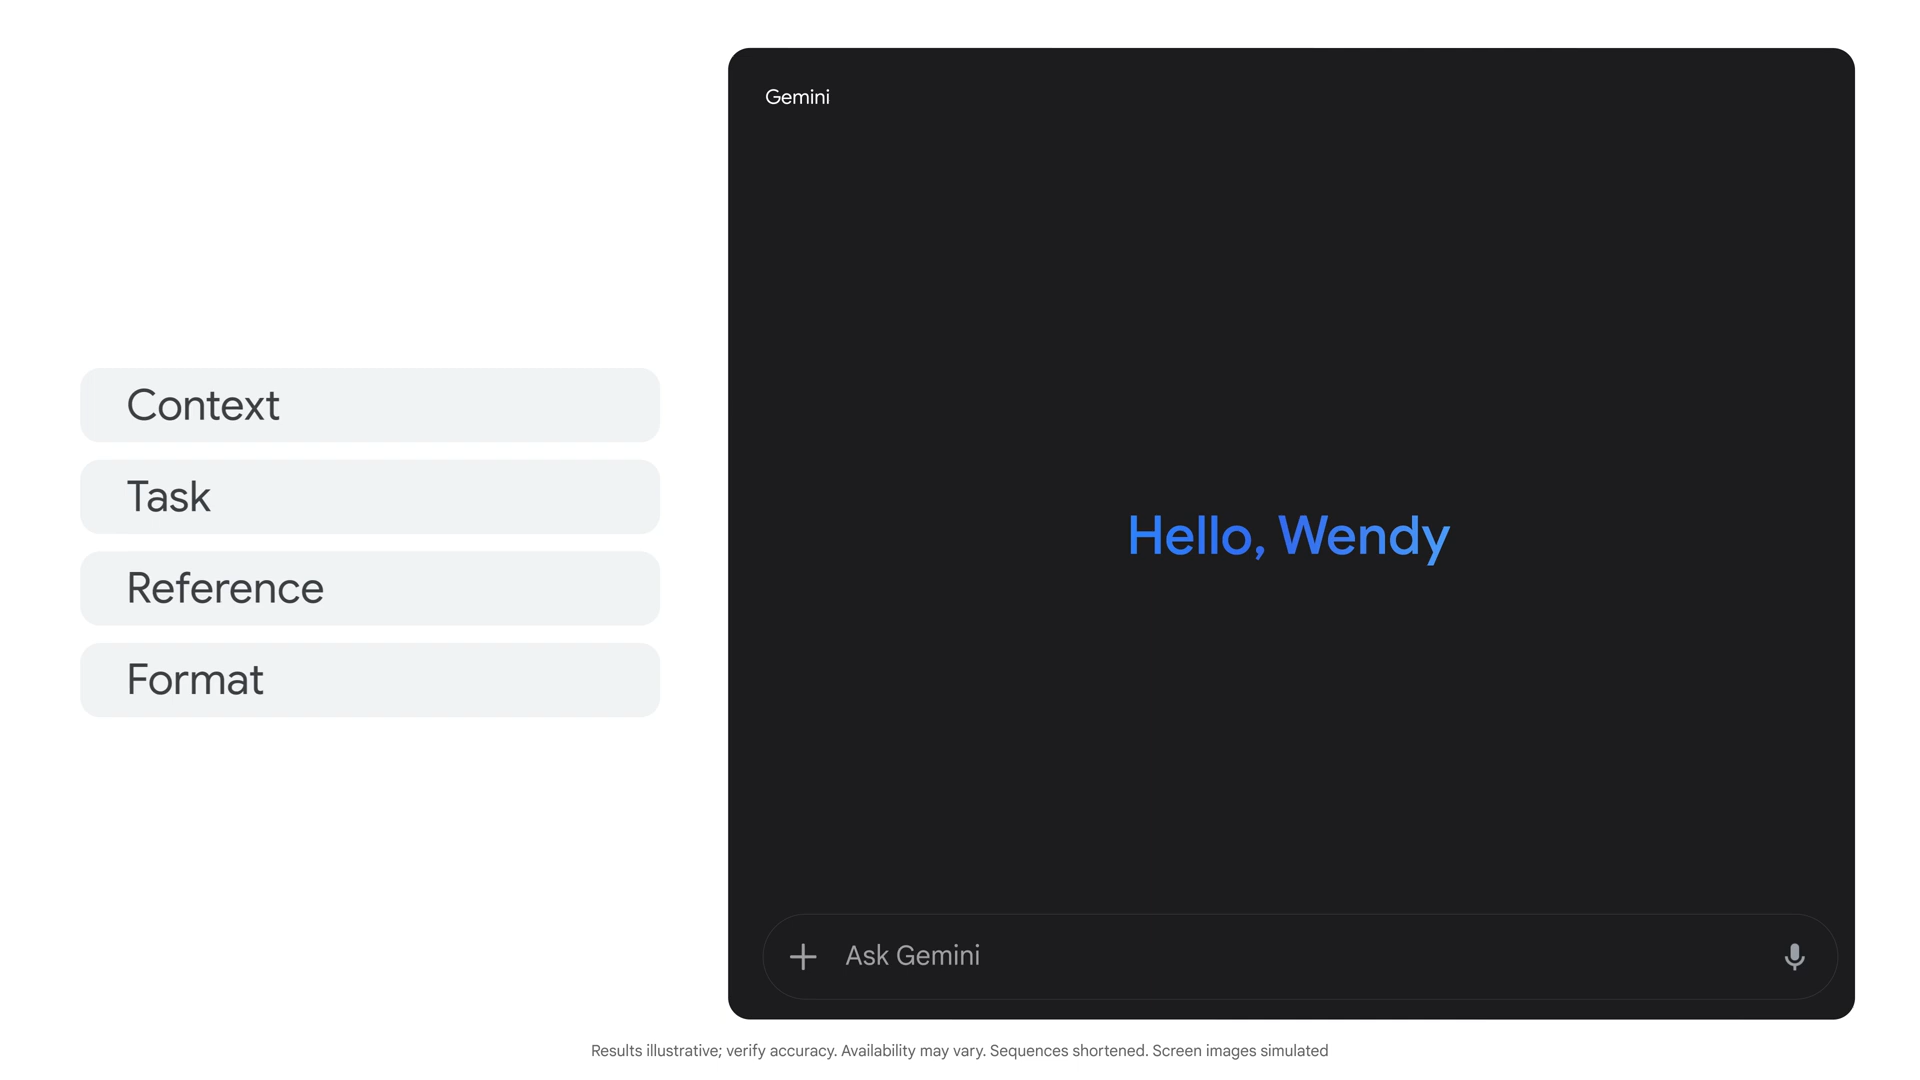 Context
Task
Reference
Format
Gemini
Hello, Wendy
Ask Gemini
Results illustrative; verify accuracy. Availability may vary. Sequences shortened. Screen images simulated